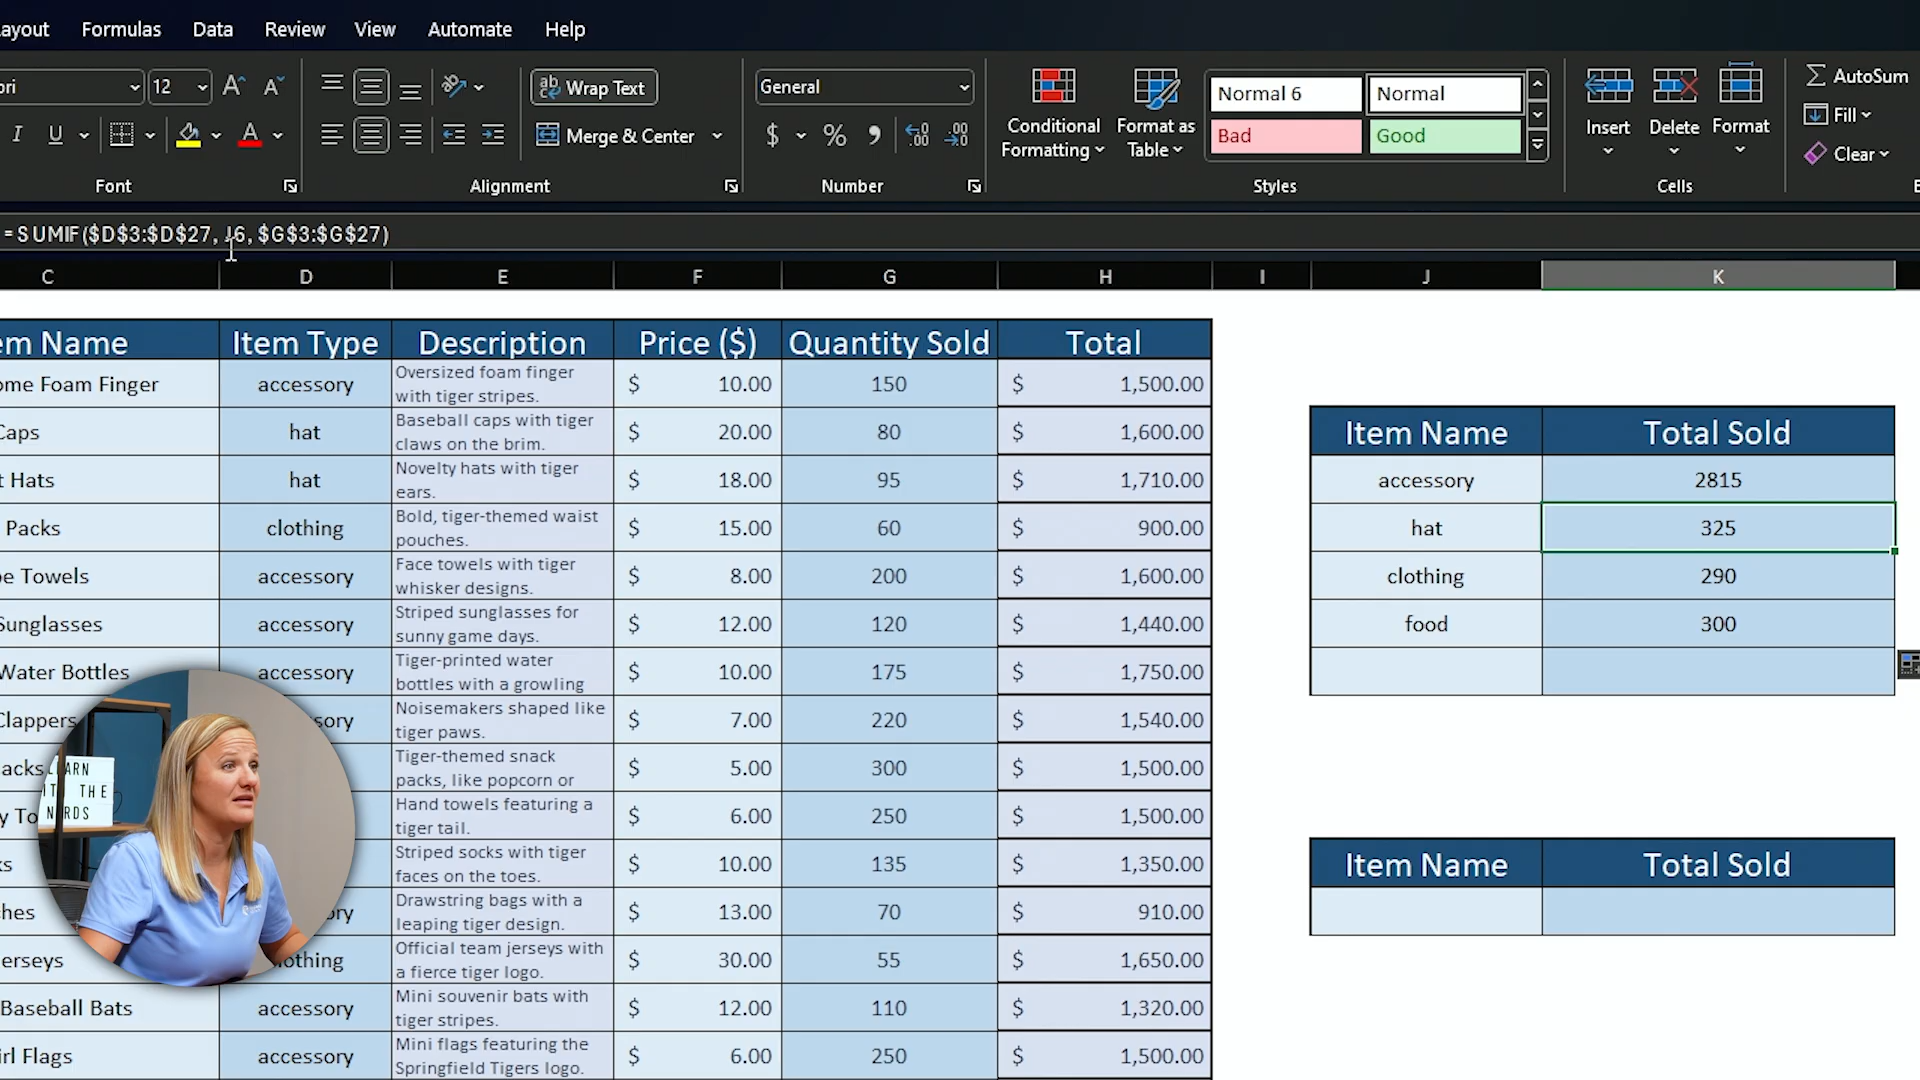 ayout Formulas Data Review View Automate Help
ori 12 Wrap Text General Normal 6 Normal AutoSum
Conditional Formatting Format as Table Insert Delete Format Fill
I U A Merge & Center $ % Bad Good Clear
Font Alignment Number Styles Cells
=SUMIF($D$3:$D$27, J6, $G$3:$G$27)
C D E F G H I J K
em Name Item Type Description Price ($) Quantity Sold Total
ome Foam Finger accessory Oversized foam finger with tiger stripes. $ 10.00 150 $ 1,500.00
Caps hat Baseball caps with tiger claws on the brim. $ 20.00 80 $ 1,600.00
t Hats hat Novelty hats with tiger ears. $ 18.00 95 $ 1,710.00
Packs clothing Bold, tiger-themed waist pouches. $ 15.00 60 $ 900.00
pe Towels accessory Face towels with tiger whisker designs. $ 8.00 200 $ 1,600.00
Sunglasses accessory Striped sunglasses for sunny game days. $ 12.00 120 $ 1,440.00
Water Bottles accessory Tiger-printed water bottles with a growling $ 10.00 175 $ 1,750.00
Clappers sory Noisemakers shaped like tiger paws. $ 7.00 220 $ 1,540.00
acks Tiger-themed snack packs, like popcorn or $ 5.00 300 $ 1,500.00
y To Hand towels featuring a tiger tail. $ 6.00 250 $ 1,500.00
ks Striped socks with tiger faces on the toes. $ 10.00 135 $ 1,350.00
hes ory Drawstring bags with a leaping tiger design. $ 13.00 70 $ 910.00
erseys lothing Official team jerseys with a fierce tiger logo. $ 30.00 55 $ 1,650.00
Baseball Bats accessory Mini souvenir bats with tiger stripes. $ 12.00 110 $ 1,320.00
irl Flags accessory Mini flags featuring the Springfield Tigers logo. $ 6.00 250 $ 1,500.00
Item Name Total Sold
accessory 2815
hat 325
clothing 290
food 300
Item Name Total Sold
EARN
IT THE
N RDS